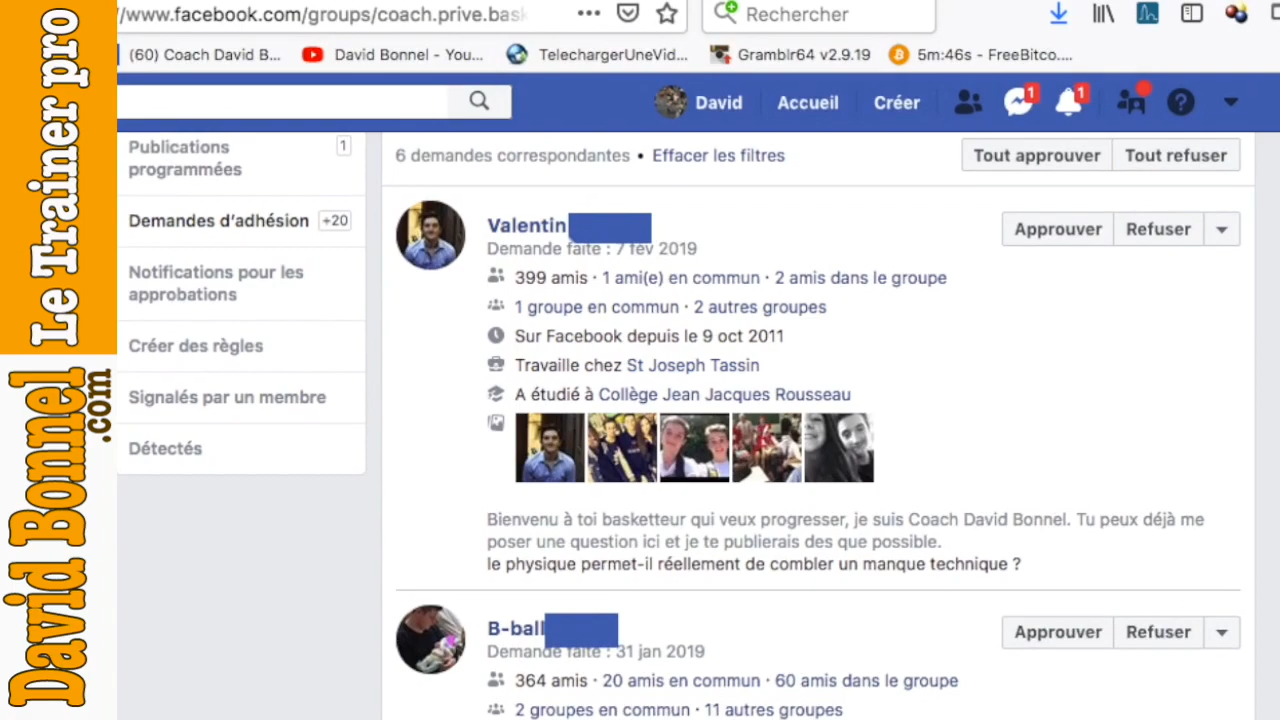 Le Trainer pro
David Bonnel
.com
//www.facebook.com/groups/coach.prive.bask
Rechercher
(60) Coach David B...
David Bonnel - You...
TelechargerUneVid...
Gramblr64 v2.9.19
5m:46s - FreeBitco....
David
Accueil
Créer
1
1
Publications
programmées
1
Demandes d'adhésion
+20
Notifications pour les
approbations
Créer des règles
Signalés par un membre
Détectés
6 demandes correspondantes • Effacer les filtres
Tout approuver
Tout refuser
Valentin
Approuver
Refuser
Demande faite : 7 fév 2019
399 amis · 1 ami(e) en commun · 2 amis dans le groupe
1 groupe en commun · 2 autres groupes
Sur Facebook depuis le 9 oct 2011
Travaille chez St Joseph Tassin
A étudié à Collège Jean Jacques Rousseau
Bienvenu à toi basketteur qui veux progresser, je suis Coach David Bonnel. Tu peux déjà me
poser une question ici et je te publierais des que possible.
le physique permet-il réellement de combler un manque technique ?
B-ball
Approuver
Refuser
Demande faite : 31 jan 2019
364 amis · 20 amis en commun · 60 amis dans le groupe
2 groupes en commun · 11 autres groupes